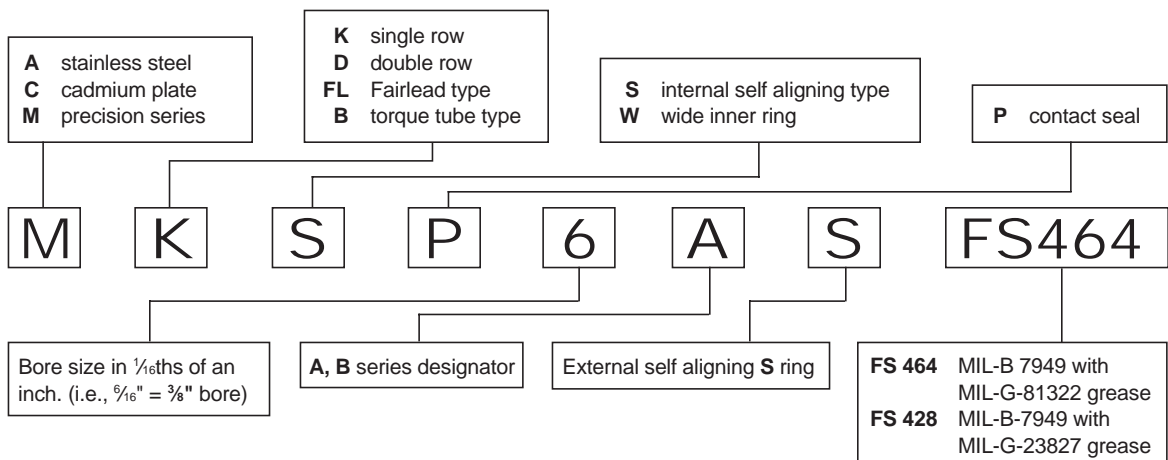 A stainless steel
C cadmium plate
M precision series
K single row
D double row
FL Fairlead type
B torque tube type
S internal self aligning type
W wide inner ring
P contact seal
M K S P 6 A S FS464
Bore size in 1⁄16ths of an
inch. (i.e., 6⁄16" = 3⁄8" bore)
A, B series designator
External self aligning S ring
FS 464 MIL-B 7949 with
MIL-G-81322 grease
FS 428 MIL-B-7949 with
MIL-G-23827 grease